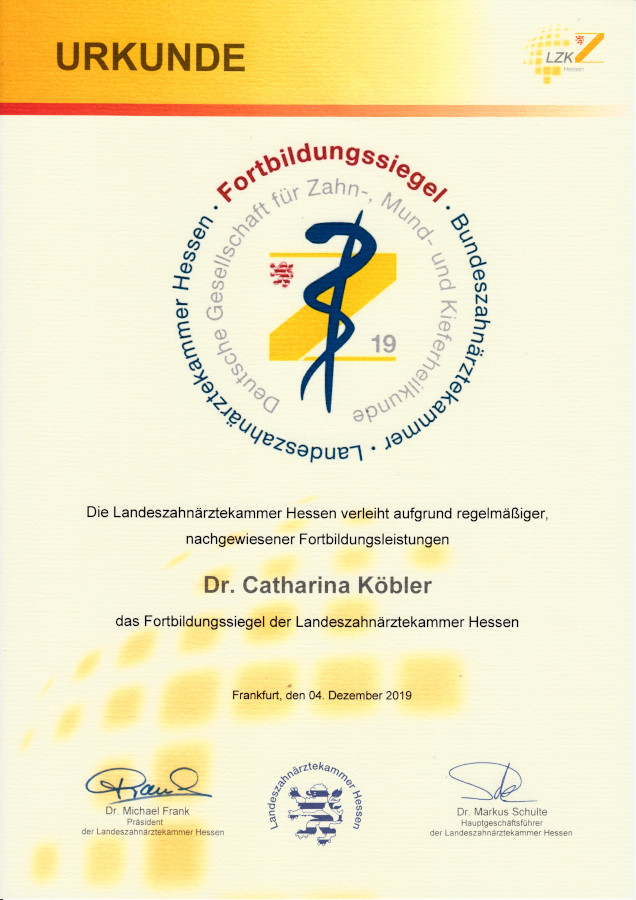 URKUNDE
LZK
Hessen
Fortbildungssiegel · Bundeszahnärztekammer · Landeszahnärztekammer Hessen ·
Deutsche Gesellschaft für Zahn-, Mund- und Kieferheilkunde
19
Die Landeszahnärztekammer Hessen verleiht aufgrund regelmäßiger,
nachgewiesener Fortbildungsleistungen
Dr. Catharina Köbler
das Fortbildungssiegel der Landeszahnärztekammer Hessen
Frankfurt, den 04. Dezember 2019
Landeszahnärztekammer Hessen
Dr. Michael Frank
Präsident
der Landeszahnärztekammer Hessen
Dr. Markus Schulte
Hauptgeschäftsführer
der Landeszahnärztekammer Hessen